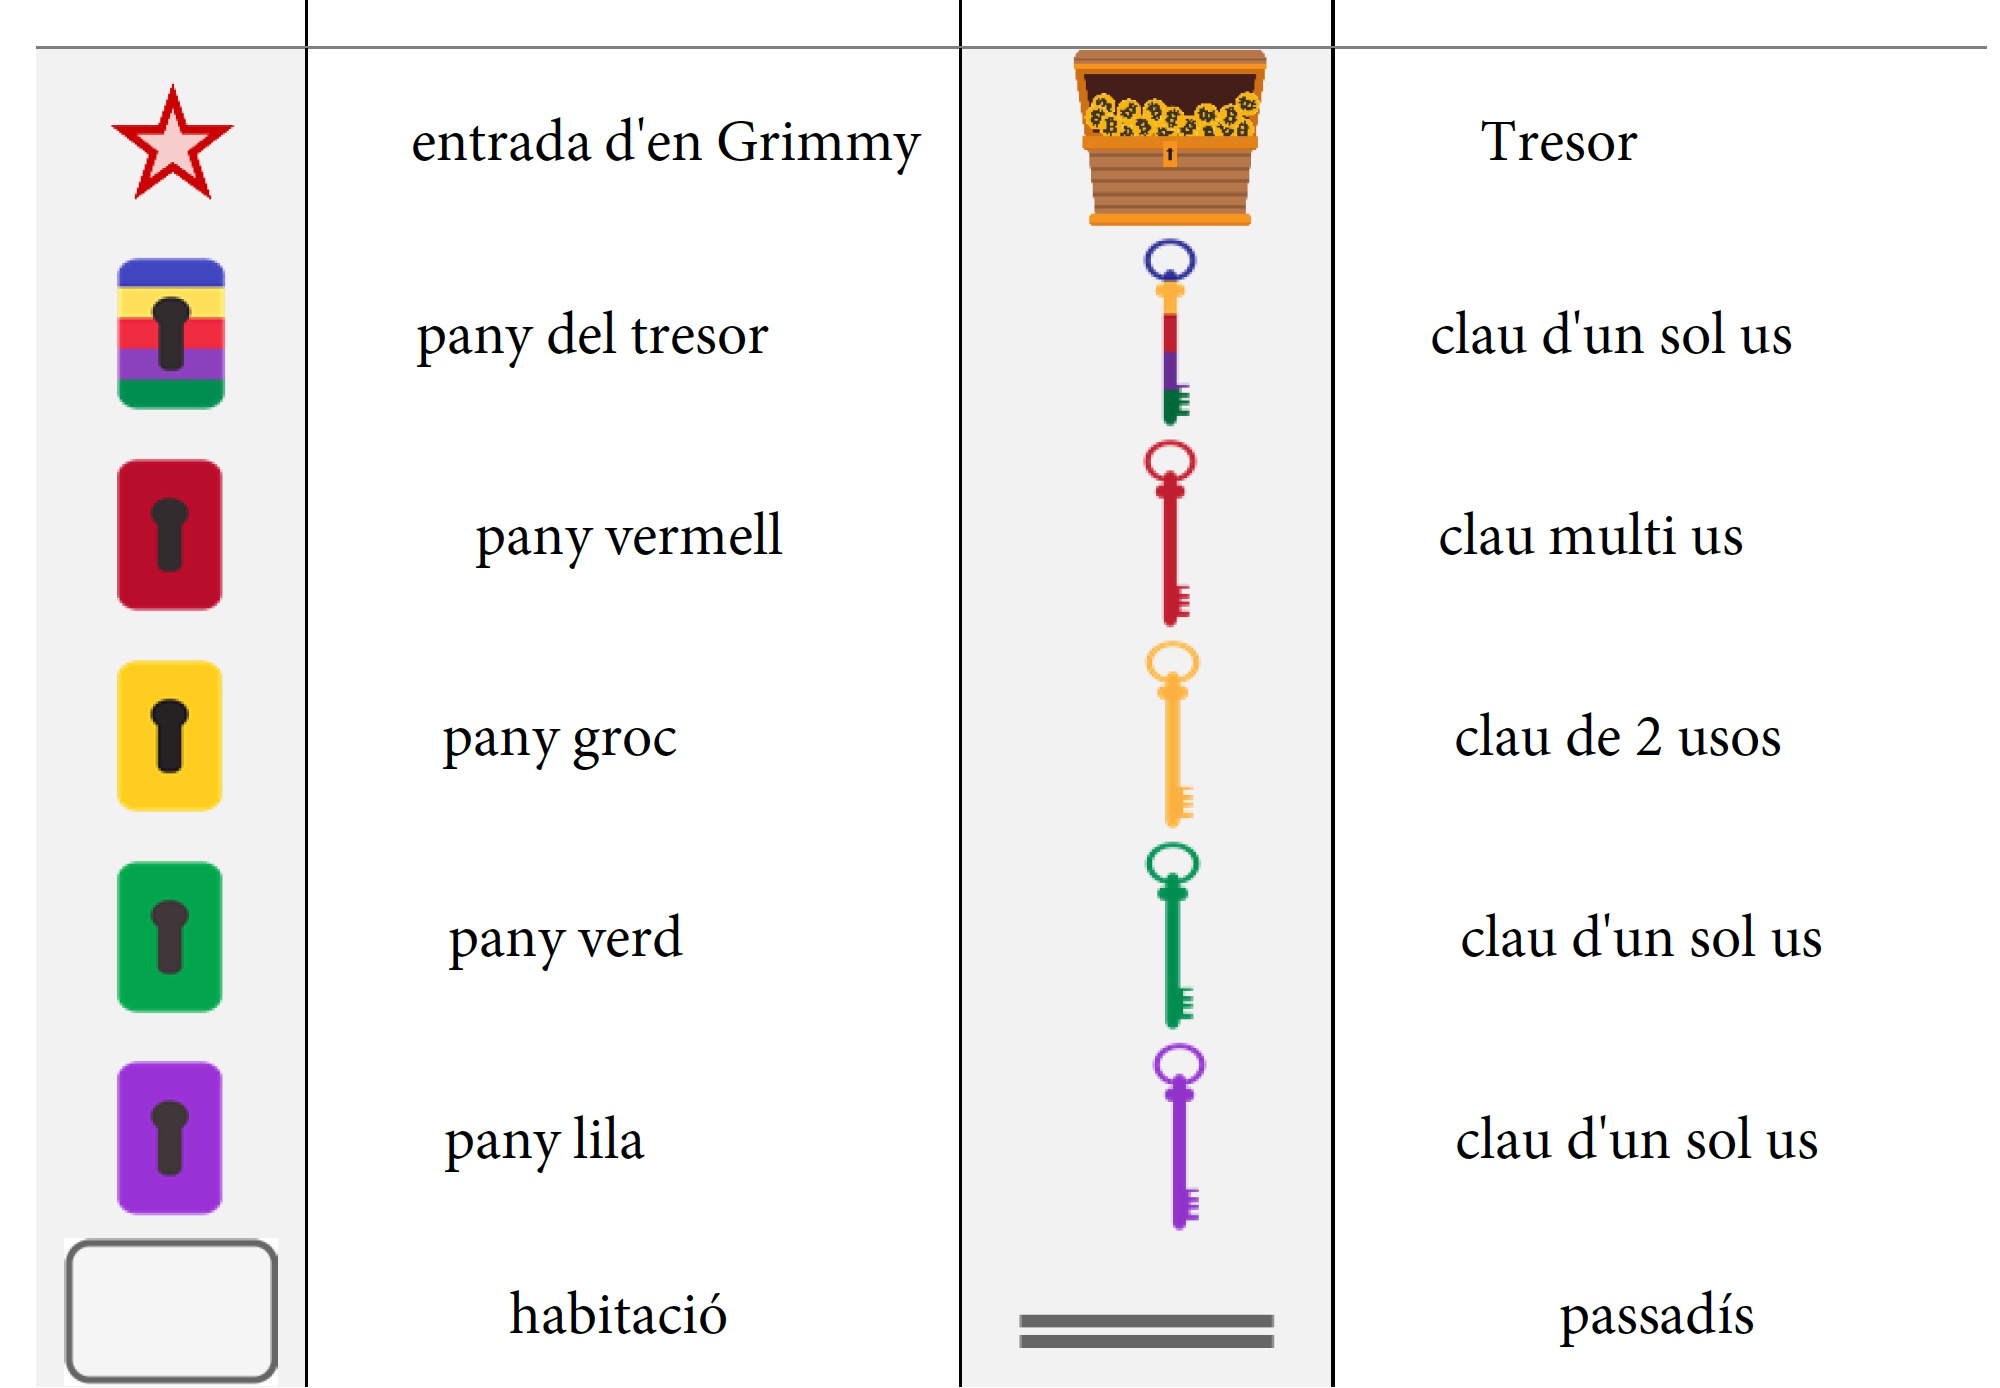 entrada d'en Grimmy
Tresor
pany del tresor
clau d'un sol us
pany vermell
clau multi us
pany groc
clau de 2 usos
pany verd
clau d'un sol us
pany lila
clau d'un sol us
habitació
passadís